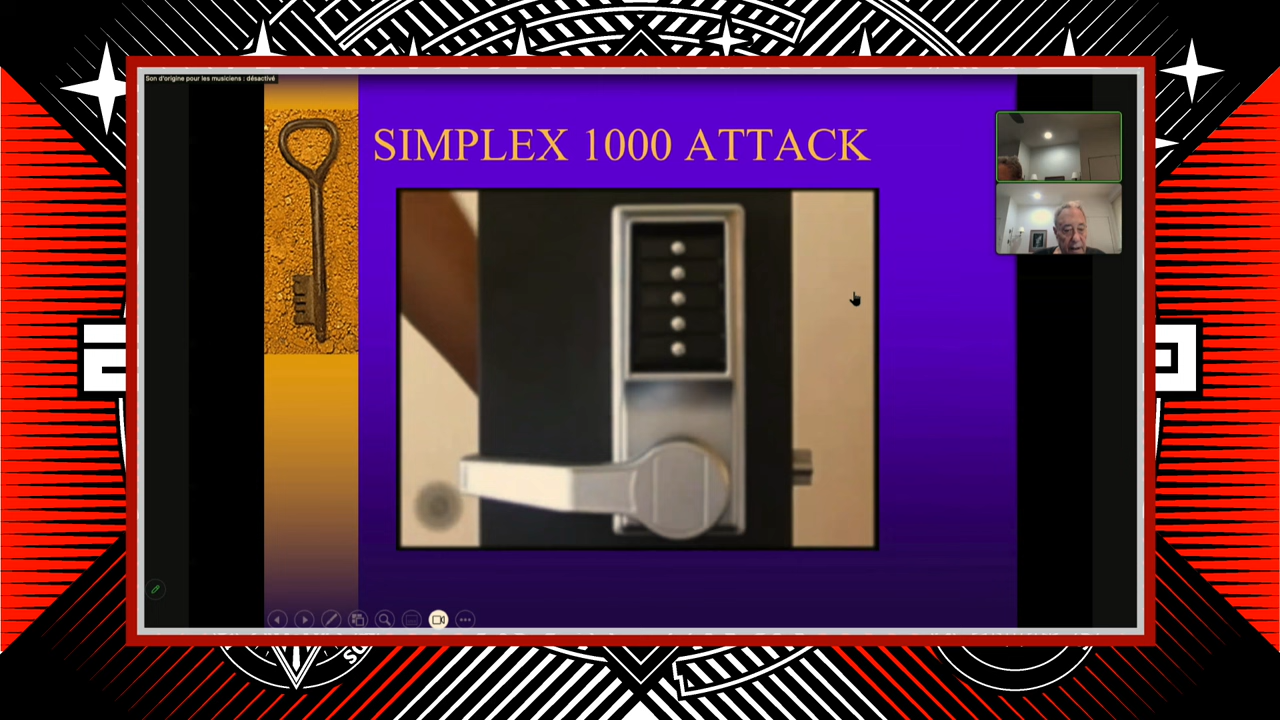 Son d'origine pour les musiciens : désactivé
SIMPLEX 1000 ATTACK